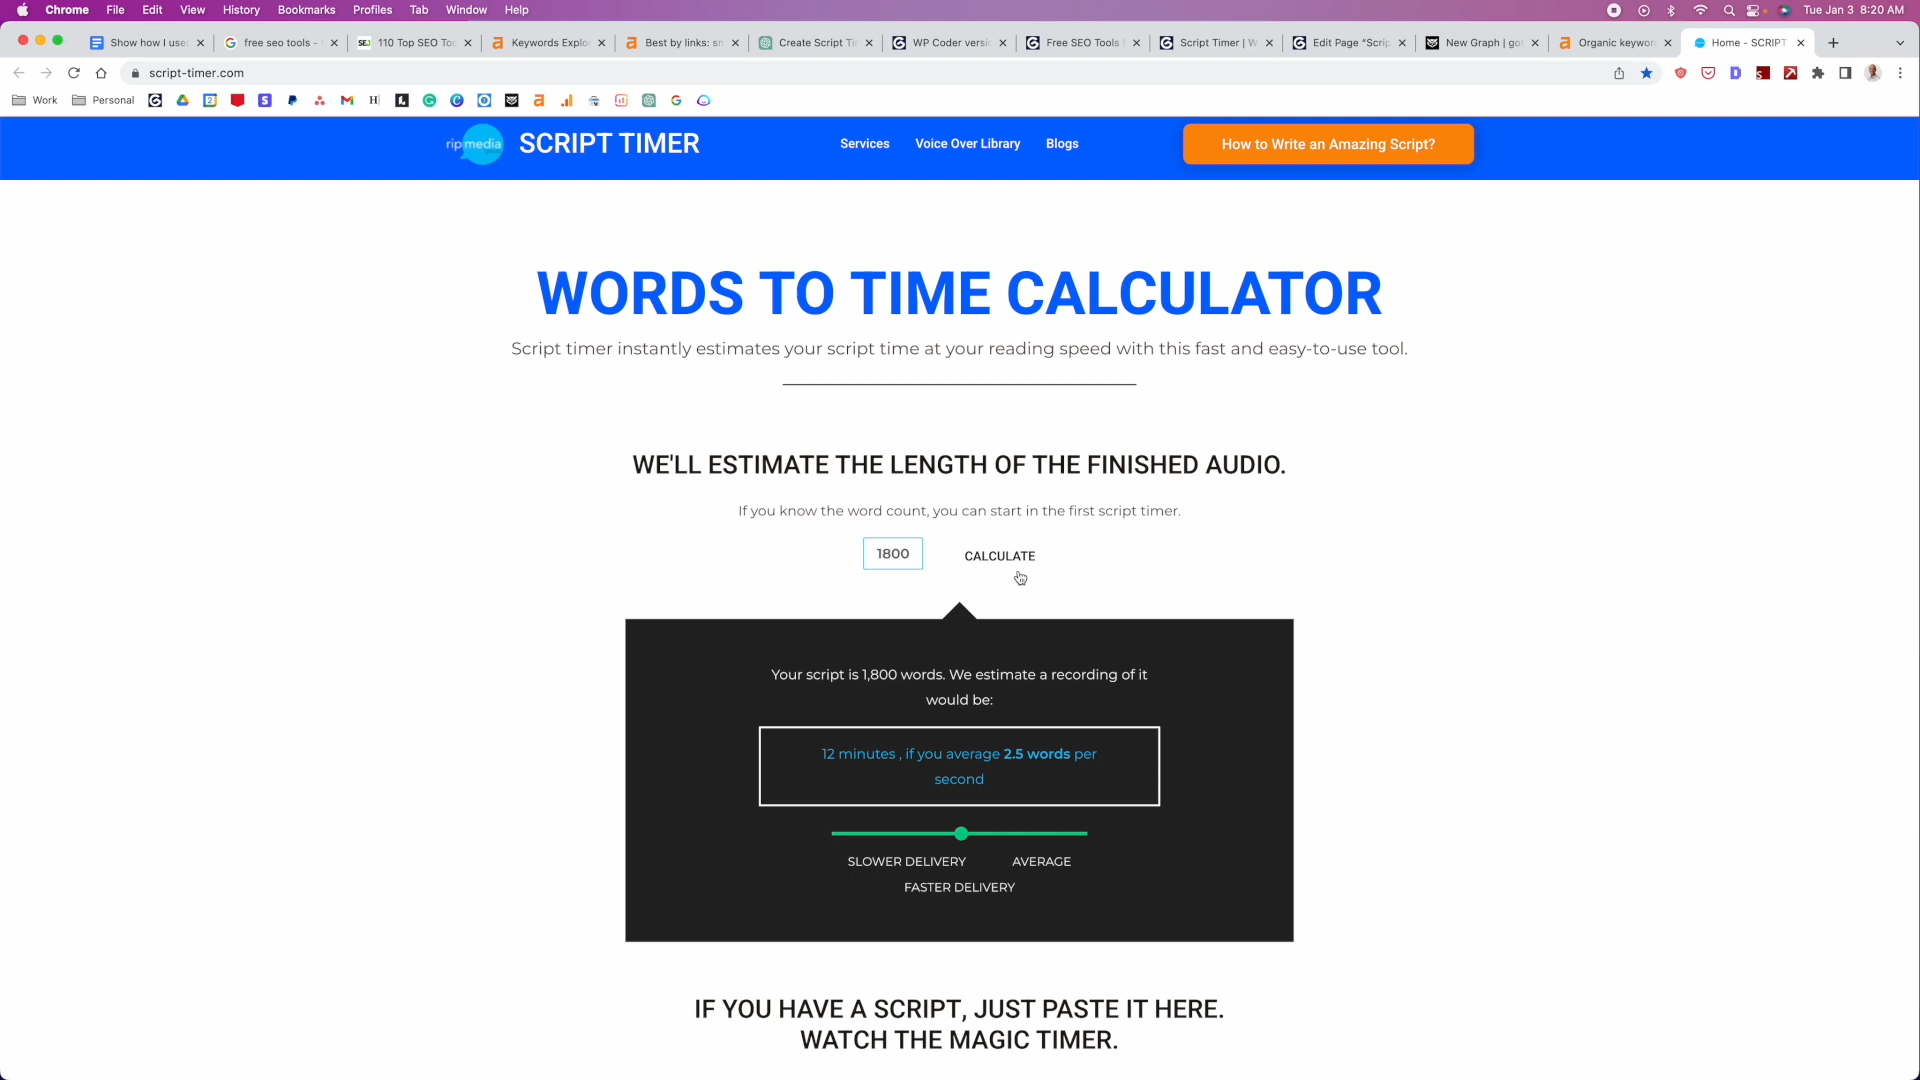 Chrome File Edit View History Bookmarks Profiles Tab Window Help Tue Jan 3 8:20 AM
Show how I used free seo tools - 110 Top SEO Too Keywords Explo Best by links: sn Create Script Ti WP Coder versio Free SEO Tools Script Timer | W Edit Page "Scrip New Graph | go Organic keywor Home - SCRIPT
script-timer.com
Work Personal
ripmedia SCRIPT TIMER Services Voice Over Library Blogs How to Write an Amazing Script?
WORDS TO TIME CALCULATOR
Script timer instantly estimates your script time at your reading speed with this fast and easy-to-use tool.
WE'LL ESTIMATE THE LENGTH OF THE FINISHED AUDIO.
If you know the word count, you can start in the first script timer.
1800 CALCULATE
Your script is 1,800 words. We estimate a recording of it
would be:
12 minutes , if you average 2.5 words per
second
SLOWER DELIVERY AVERAGE
FASTER DELIVERY
IF YOU HAVE A SCRIPT, JUST PASTE IT HERE.
WATCH THE MAGIC TIMER.